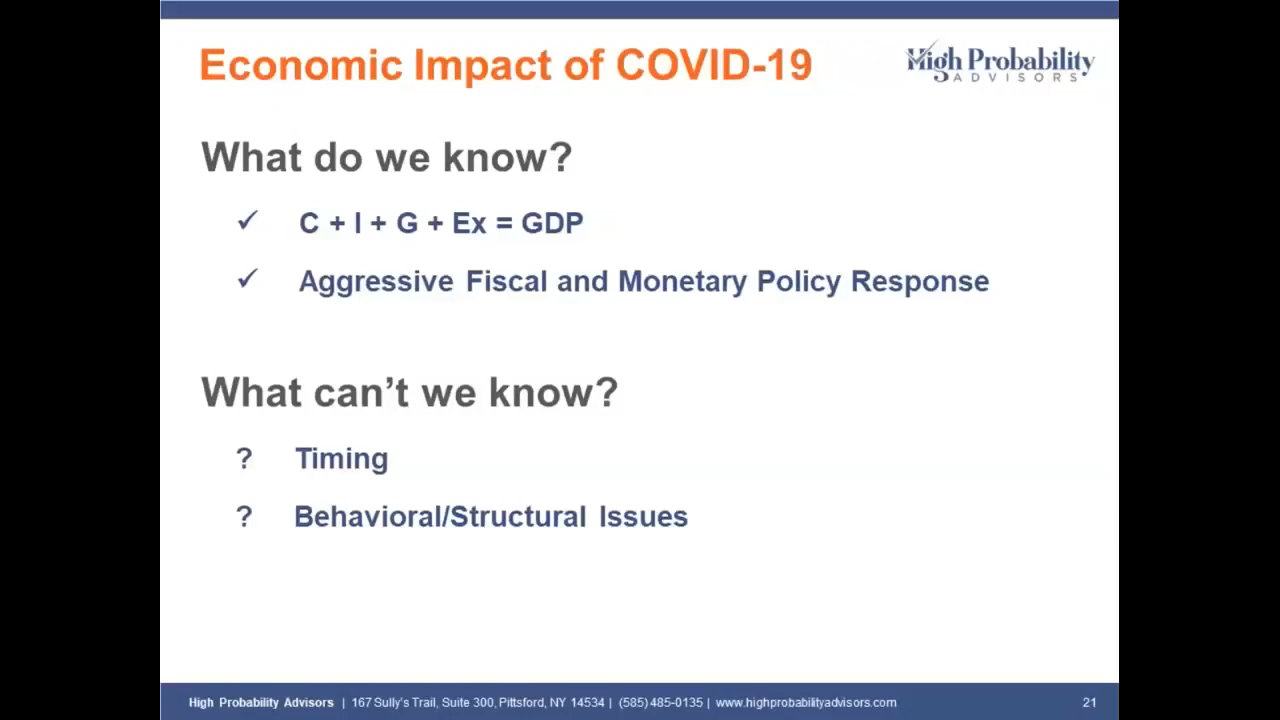 Economic Impact of COVID-19
High Probability
ADVISORS
What do we know?
✓ C + I + G + Ex = GDP
✓ Aggressive Fiscal and Monetary Policy Response
What can’t we know?
? Timing
? Behavioral/Structural Issues
High Probability Advisors | 167 Sully's Trail, Suite 300, Pittsford, NY 14534 | (585) 485-0135 | www.highprobabilityadvisors.com 21